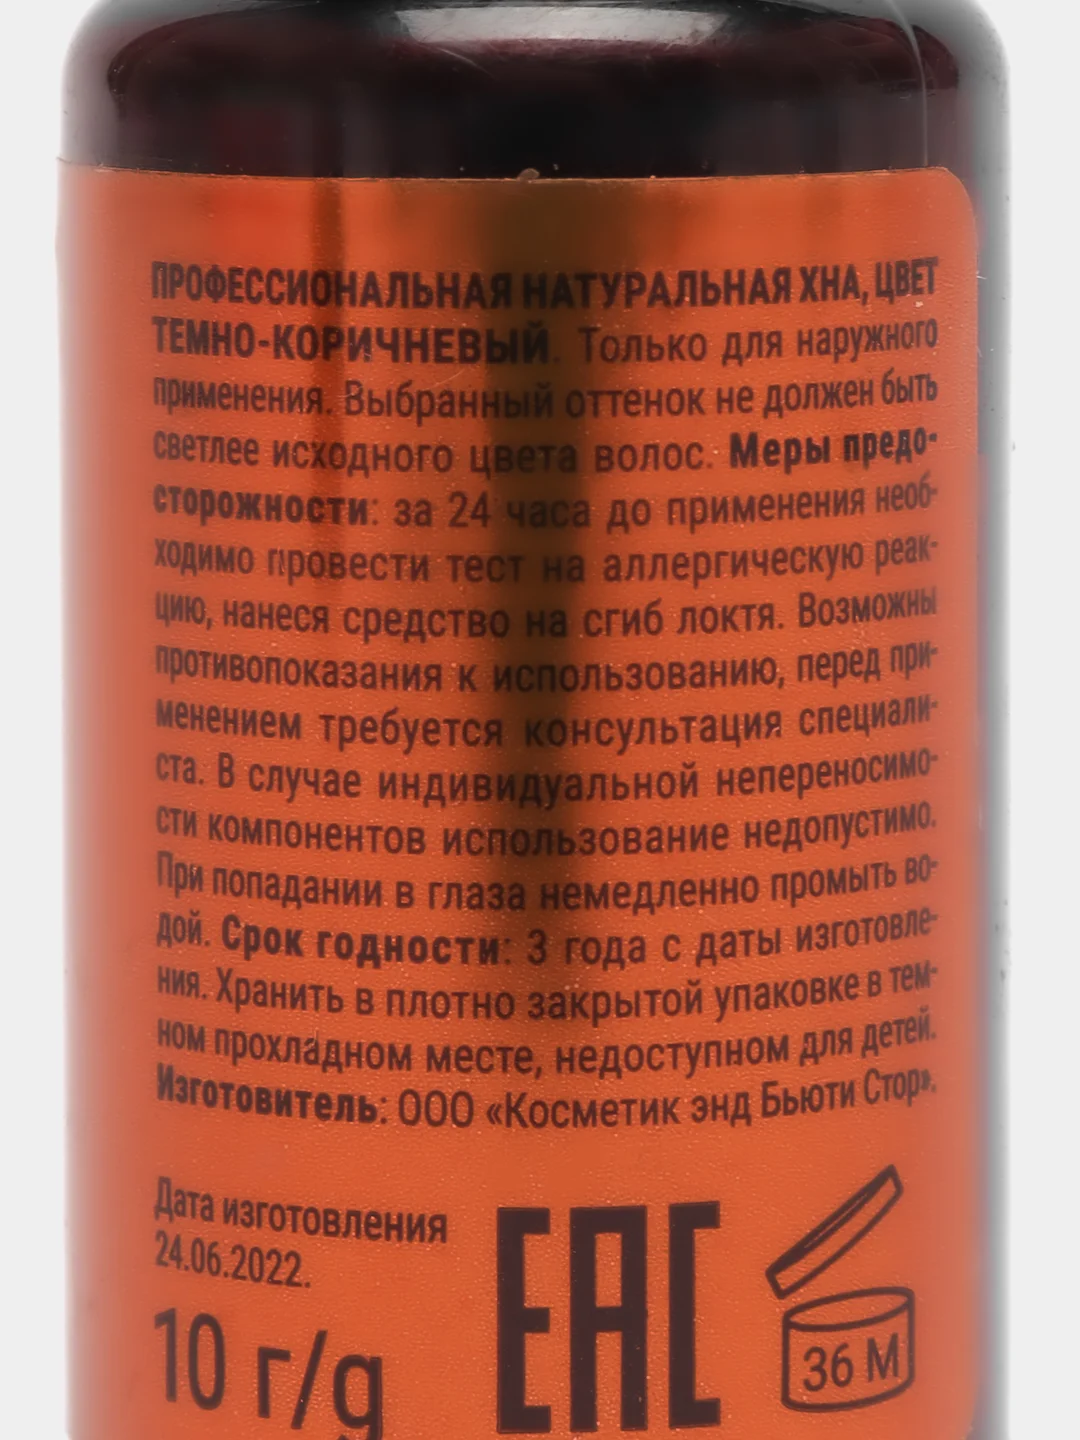 ПРОФЕССИОНАЛЬНАЯ НАТУРАЛЬНАЯ ХНА, ЦВЕТ
ТЕМНО-КОРИЧНЕВЫЙ. Только для наружного
применения. Выбранный оттенок не должен быть
светлее исходного цвета волос. Меры предо-
сторожности: за 24 часа до применения необ-
ходимо провести тест на аллергическую реак-
цию, нанеся средство на сгиб локтя. Возможны
противопоказания к использованию, перед при-
менением требуется консультация специали-
ста. В случае индивидуальной непереносимо-
сти компонентов использование недопустимо.
При попадании в глаза немедленно промыть во-
дой. Срок годности: 3 года с даты изготовле-
ния. Хранить в плотно закрытой упаковке в тем-
ном прохладном месте, недоступном для детей.
Изготовитель: ООО «Косметик энд Бьюти Стор».
Дата изготовления
24.06.2022.
10 г/g
ЕАС
36 М